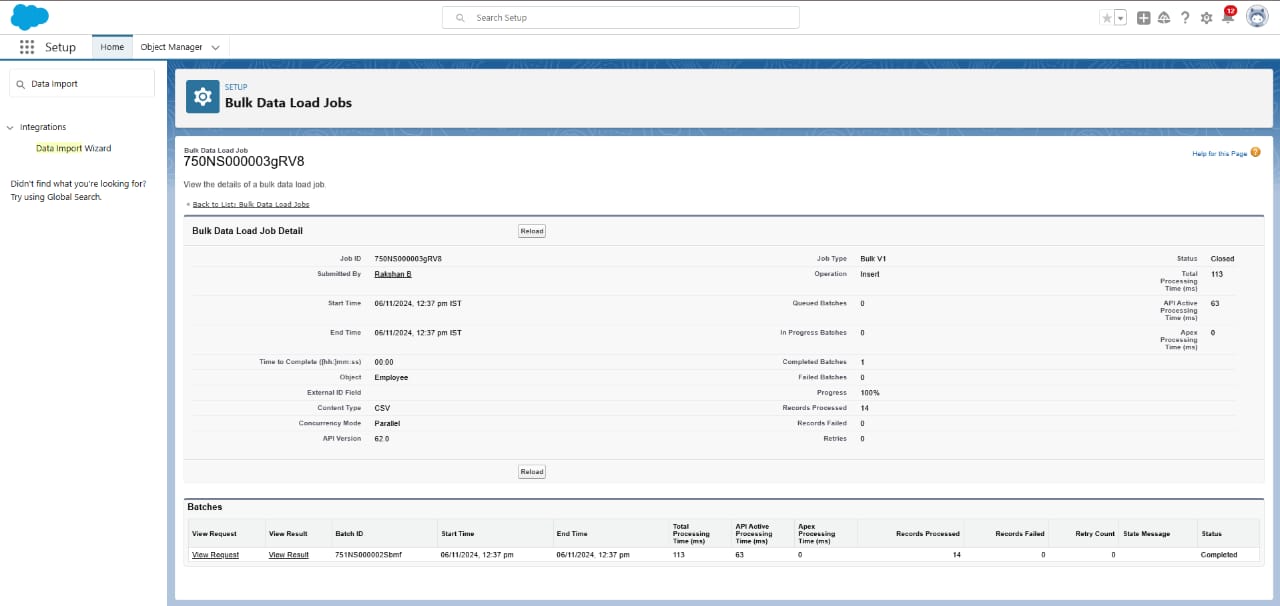 Search Setup
12
Setup
Home
Object Manager
Data Import
Integrations
Data Import Wizard
Didn't find what you're looking for?
Try using Global Search.
SETUP
Bulk Data Load Jobs
Bulk Data Load Job
750NS000003gRV8
Help for this Page ?
View the details of a bulk data load job.
« Back to List: Bulk Data Load Jobs
Bulk Data Load Job Detail
Reload
Job ID 750NS000003gRV8 Job Type Bulk V1 Status Closed
Submitted By Rakshan B Operation Insert Total Processing Time (ms) 113
Start Time 06/11/2024, 12:37 pm IST Queued Batches 0 API Active Processing Time (ms) 63
End Time 06/11/2024, 12:37 pm IST In Progress Batches 0 Apex Processing Time (ms) 0
Time to Complete ([hh:]mm:ss) 00:00 Completed Batches 1
Object Employee Failed Batches 0
External ID Field Progress 100%
Content Type CSV Records Processed 14
Concurrency Mode Parallel Records Failed 0
API Version 62.0 Retries 0
Reload
Batches
View Request View Result Batch ID Start Time End Time Total Processing Time (ms) API Active Processing Time (ms) Apex Processing Time (ms) Records Processed Records Failed Retry Count State Message Status
View Request View Result 751NS000002Sbmf 06/11/2024, 12:37 pm 06/11/2024, 12:37 pm 113 63 0 14 0 0 Completed